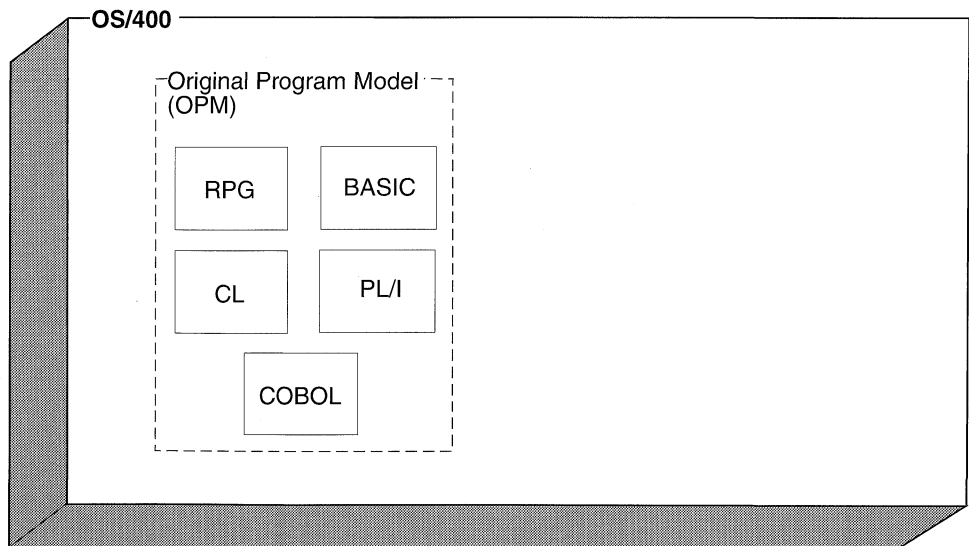 OS/400
Original Program Model
(OPM)
RPG
BASIC
CL
PL/I
COBOL